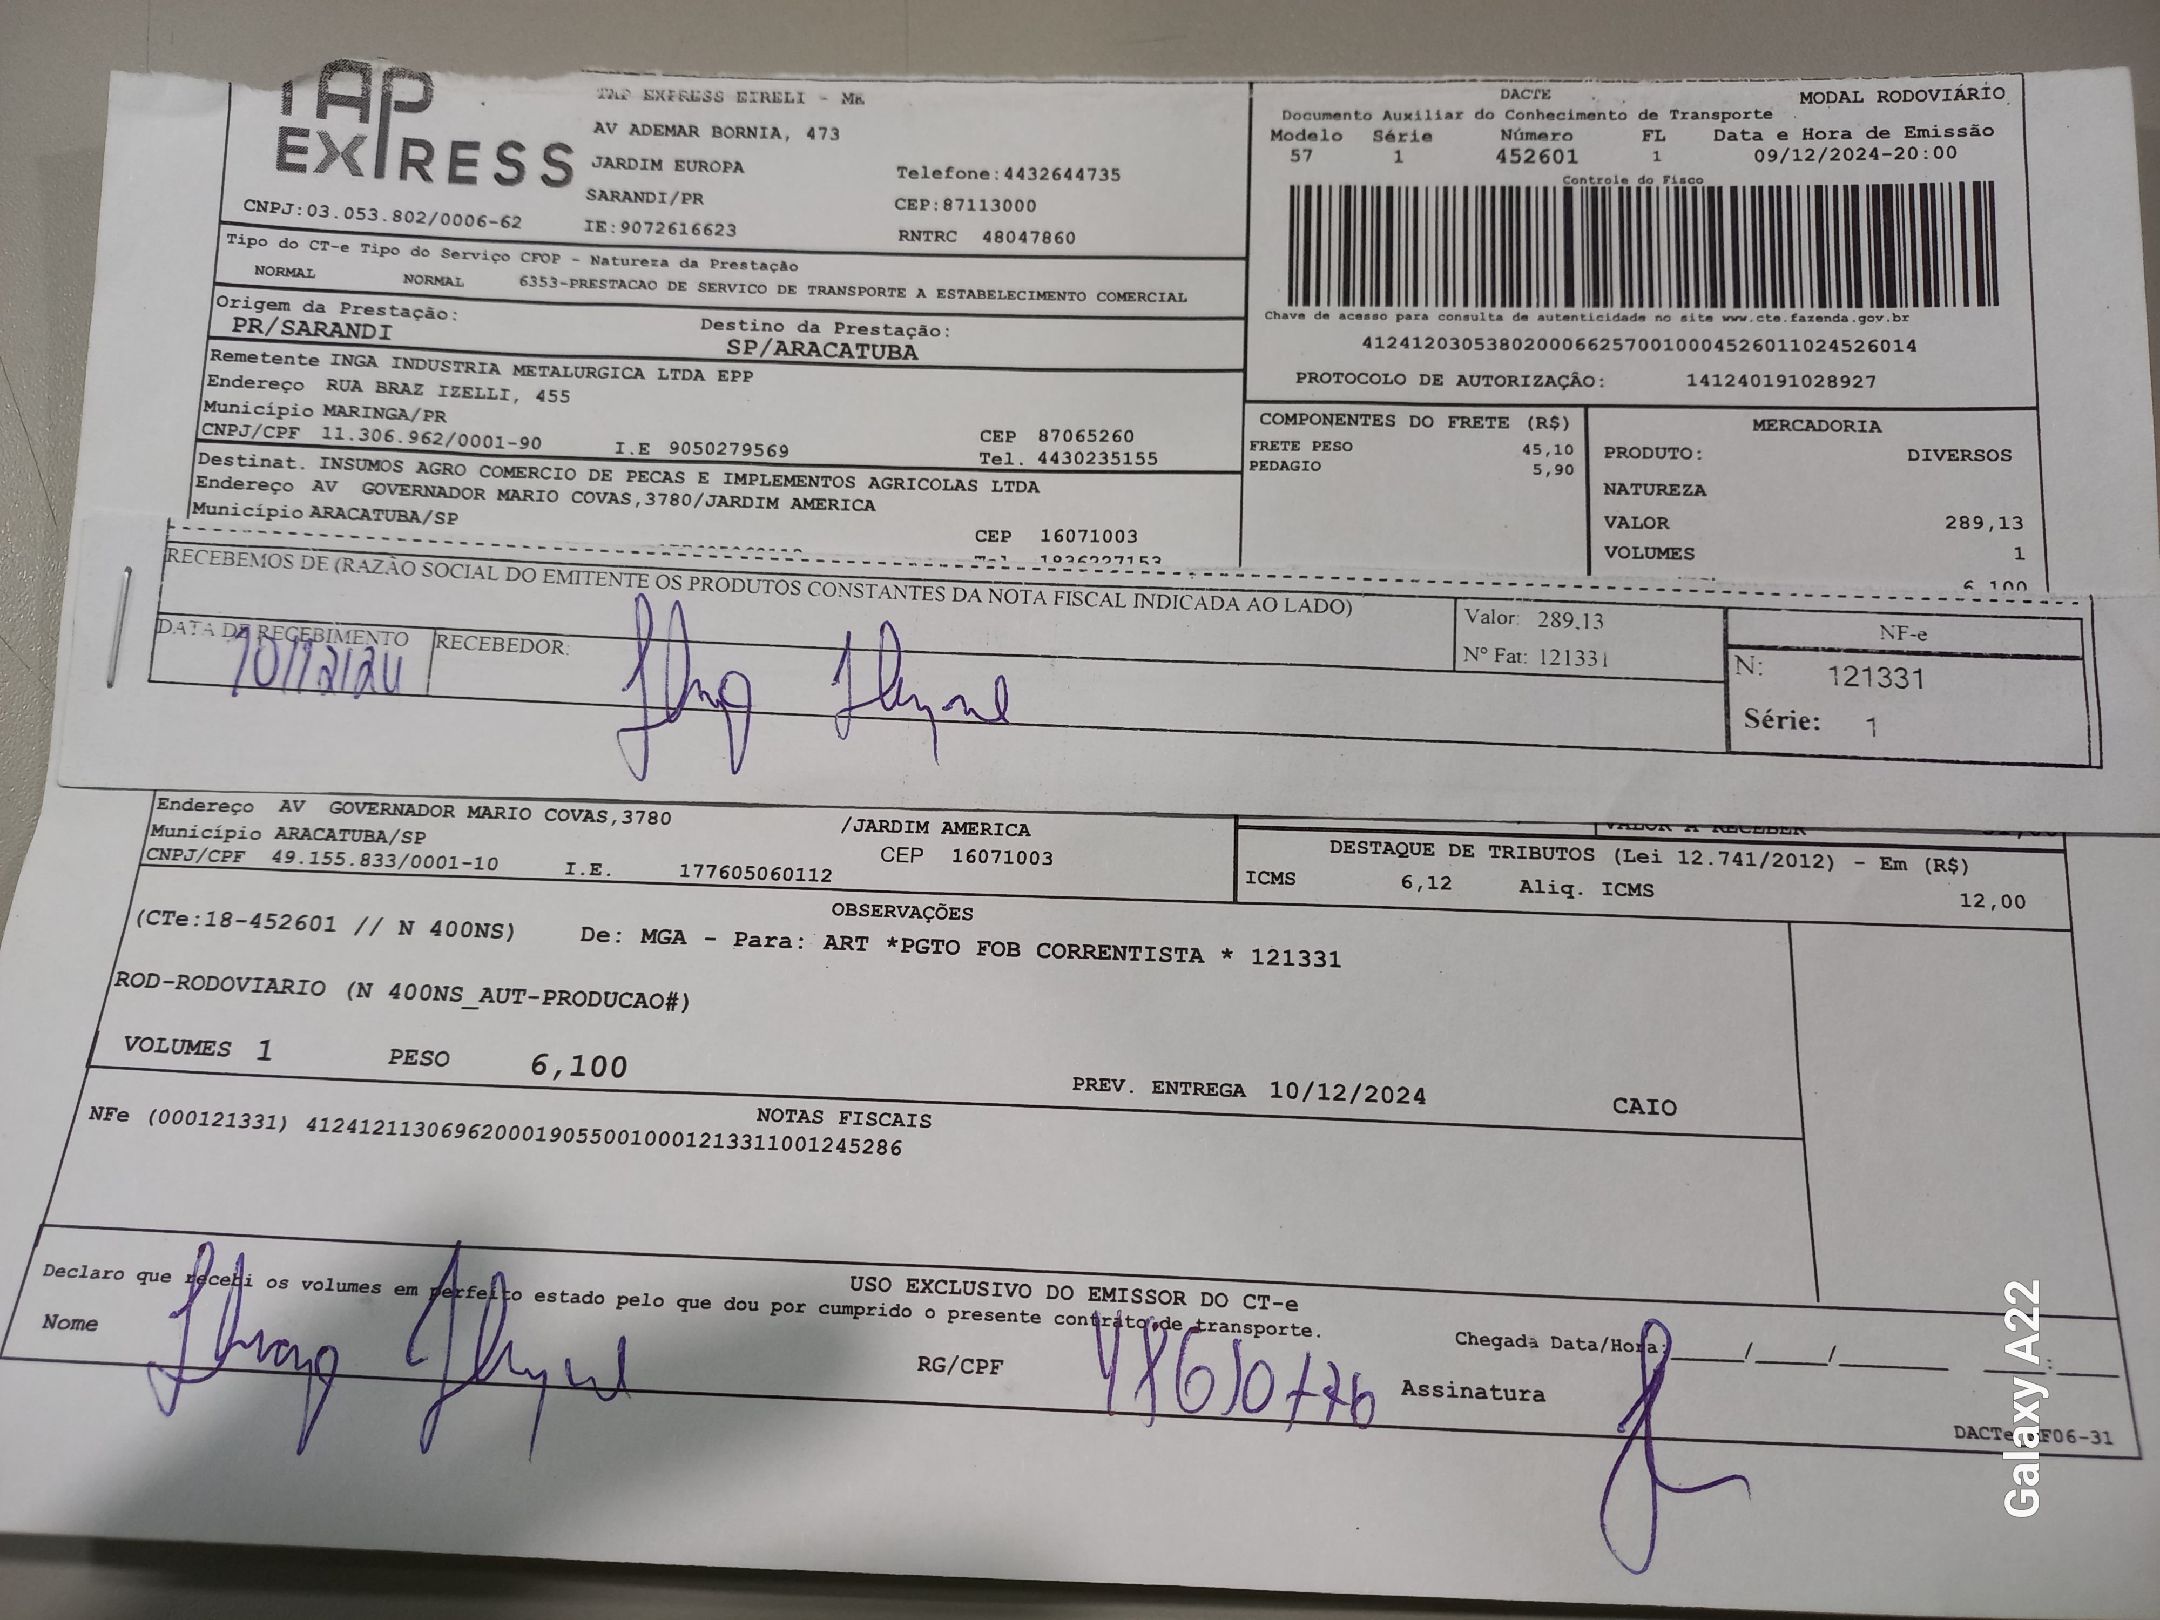 TAP EXPRESS
TAP EXPRESS EIRELI - ME
AV ADEMAR BORNIA, 473
JARDIM EUROPA Telefone:4432644735
SARANDI/PR CEP:87113000
CNPJ:03.053.802/0006-62 IE:9072616623 RNTRC 48047860
DACTE MODAL RODOVIÁRIO
Documento Auxiliar do Conhecimento de Transporte
Modelo Série Número FL Data e Hora de Emissão
57 1 452601 1 09/12/2024-20:00
Controle do Fisco
Chave de acesso para consulta de autenticidade no site www.cte.fazenda.gov.br
41241203053802000662570010004526011024526014
PROTOCOLO DE AUTORIZAÇÃO: 141240191028927
Tipo do CT-e Tipo do Serviço CFOP - Natureza da Prestação
NORMAL NORMAL 6353-PRESTACAO DE SERVICO DE TRANSPORTE A ESTABELECIMENTO COMERCIAL
Origem da Prestação: Destino da Prestação:
PR/SARANDI SP/ARACATUBA
Remetente INGA INDUSTRIA METALURGICA LTDA EPP
Endereço RUA BRAZ IZELLI, 455
Município MARINGA/PR CEP 87065260
CNPJ/CPF 11.306.962/0001-90 I.E 9050279569 Tel. 4430235155
Destinat. INSUMOS AGRO COMERCIO DE PECAS E IMPLEMENTOS AGRICOLAS LTDA
Endereço AV GOVERNADOR MARIO COVAS,3780/JARDIM AMERICA
Município ARACATUBA/SP CEP 16071003
Tel. 1836227153
COMPONENTES DO FRETE (R$)
FRETE PESO 45,10
PEDAGIO 5,90
MERCADORIA
PRODUTO: DIVERSOS
NATUREZA
VALOR 289,13
VOLUMES 1
6,100
RECEBEMOS DE (RAZÃO SOCIAL DO EMITENTE OS PRODUTOS CONSTANTES DA NOTA FISCAL INDICADA AO LADO)
DATA DE RECEBIMENTO RECEBEDOR:
10/12/24
Valor: 289,13
Nº Fat: 121331
NF-e
N: 121331
Série: 1
Endereço AV GOVERNADOR MARIO COVAS,3780 /JARDIM AMERICA
Município ARACATUBA/SP CEP 16071003
CNPJ/CPF 49.155.833/0001-10 I.E. 177605060112
VALOR A RECEBER
DESTAQUE DE TRIBUTOS (Lei 12.741/2012) - Em (R$)
ICMS 6,12 Aliq. ICMS 12,00
OBSERVAÇÕES
(CTe:18-452601 // N 400NS) De: MGA - Para: ART *PGTO FOB CORRENTISTA * 121331
ROD-RODOVIARIO (N 400NS_AUT-PRODUCAO#)
VOLUMES 1 PESO 6,100 PREV. ENTREGA 10/12/2024 CAIO
NOTAS FISCAIS
NFe (000121331) 41241211306962000190550010001213311001245286
USO EXCLUSIVO DO EMISSOR DO CT-e
Declaro que recebi os volumes em perfeito estado pelo que dou por cumprido o presente contrato de transporte.
Nome RG/CPF Assinatura
Chegada Data/Hora: / / :
DACTe F06-31
Galaxy A22